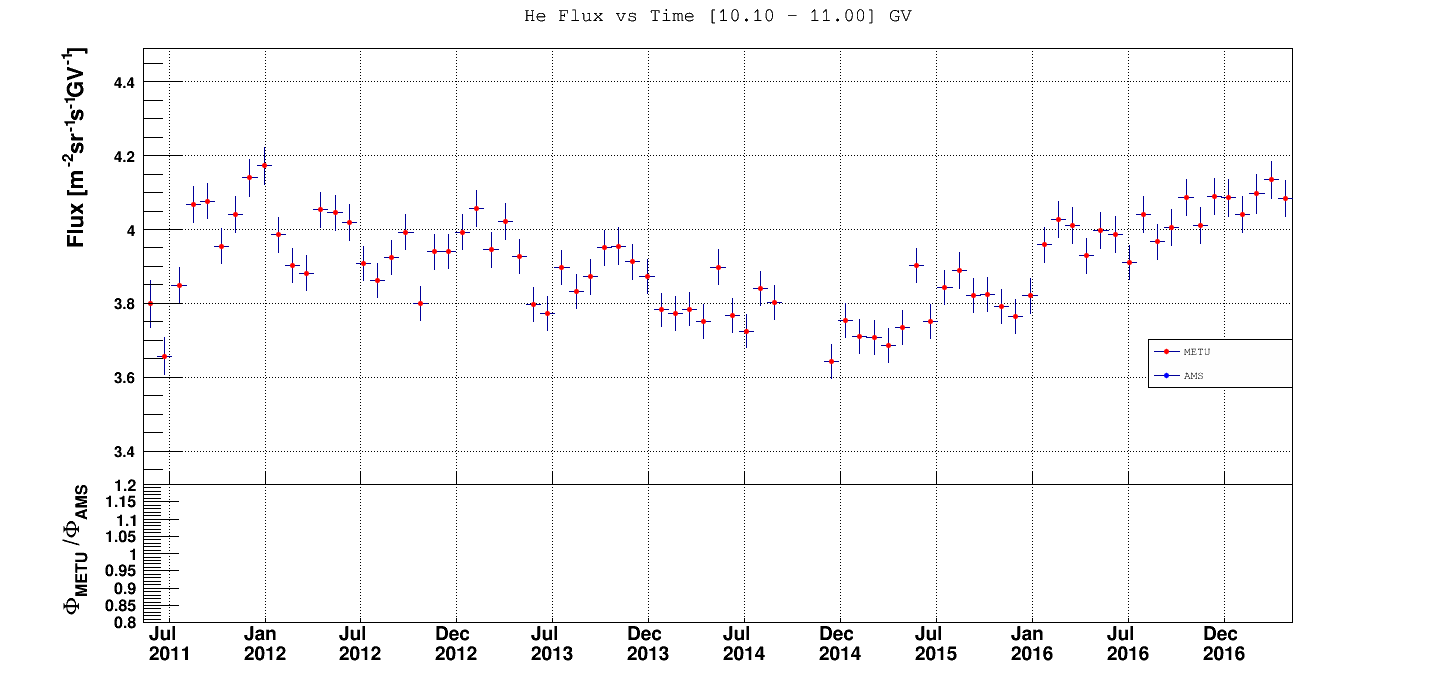 He Flux vs Time [10.10 - 11.00] GV
Flux [m⁻²sr⁻¹s⁻¹GV⁻¹]
4.4
4.2
4
3.8
3.6
3.4
METU
AMS
Φ_METU/Φ_AMS
1.2
1.15
1.1
1.05
1
0.95
0.9
0.85
0.8
Jul Jan Jul Dec Jul Dec Jul Dec Jul Jan Jul Dec
2011 2012 2012 2012 2013 2013 2014 2014 2015 2016 2016 2016